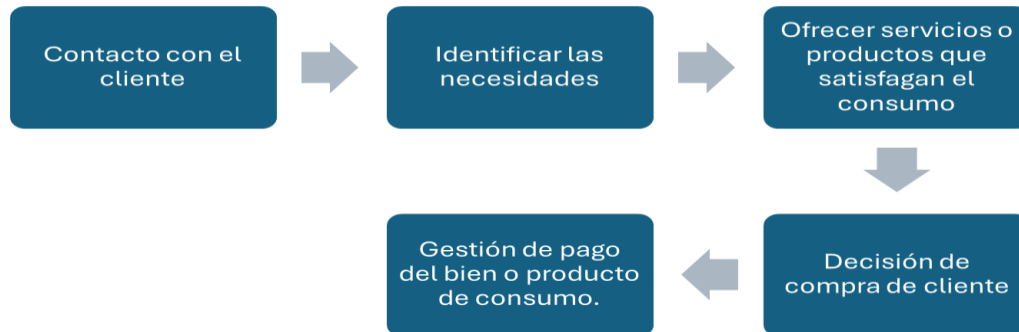 Contacto con el
cliente
Identificar las
necesidades
Ofrecer servicios o
productos que
satisfagan el
consumo
Decisión de
compra de cliente
Gestión de pago
del bien o producto
de consumo.